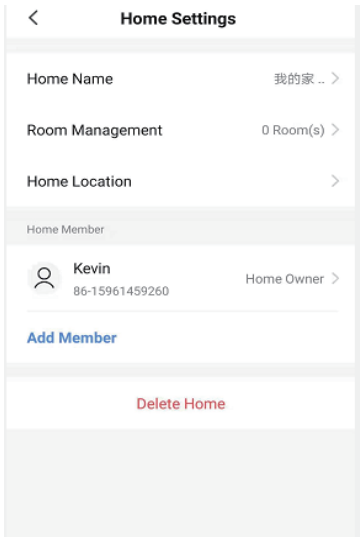 Home Settings
Home Name 我的家 ..
Room Management 0 Room(s)
Home Location
Home Member
Kevin
86-15961459260 Home Owner
Add Member
Delete Home